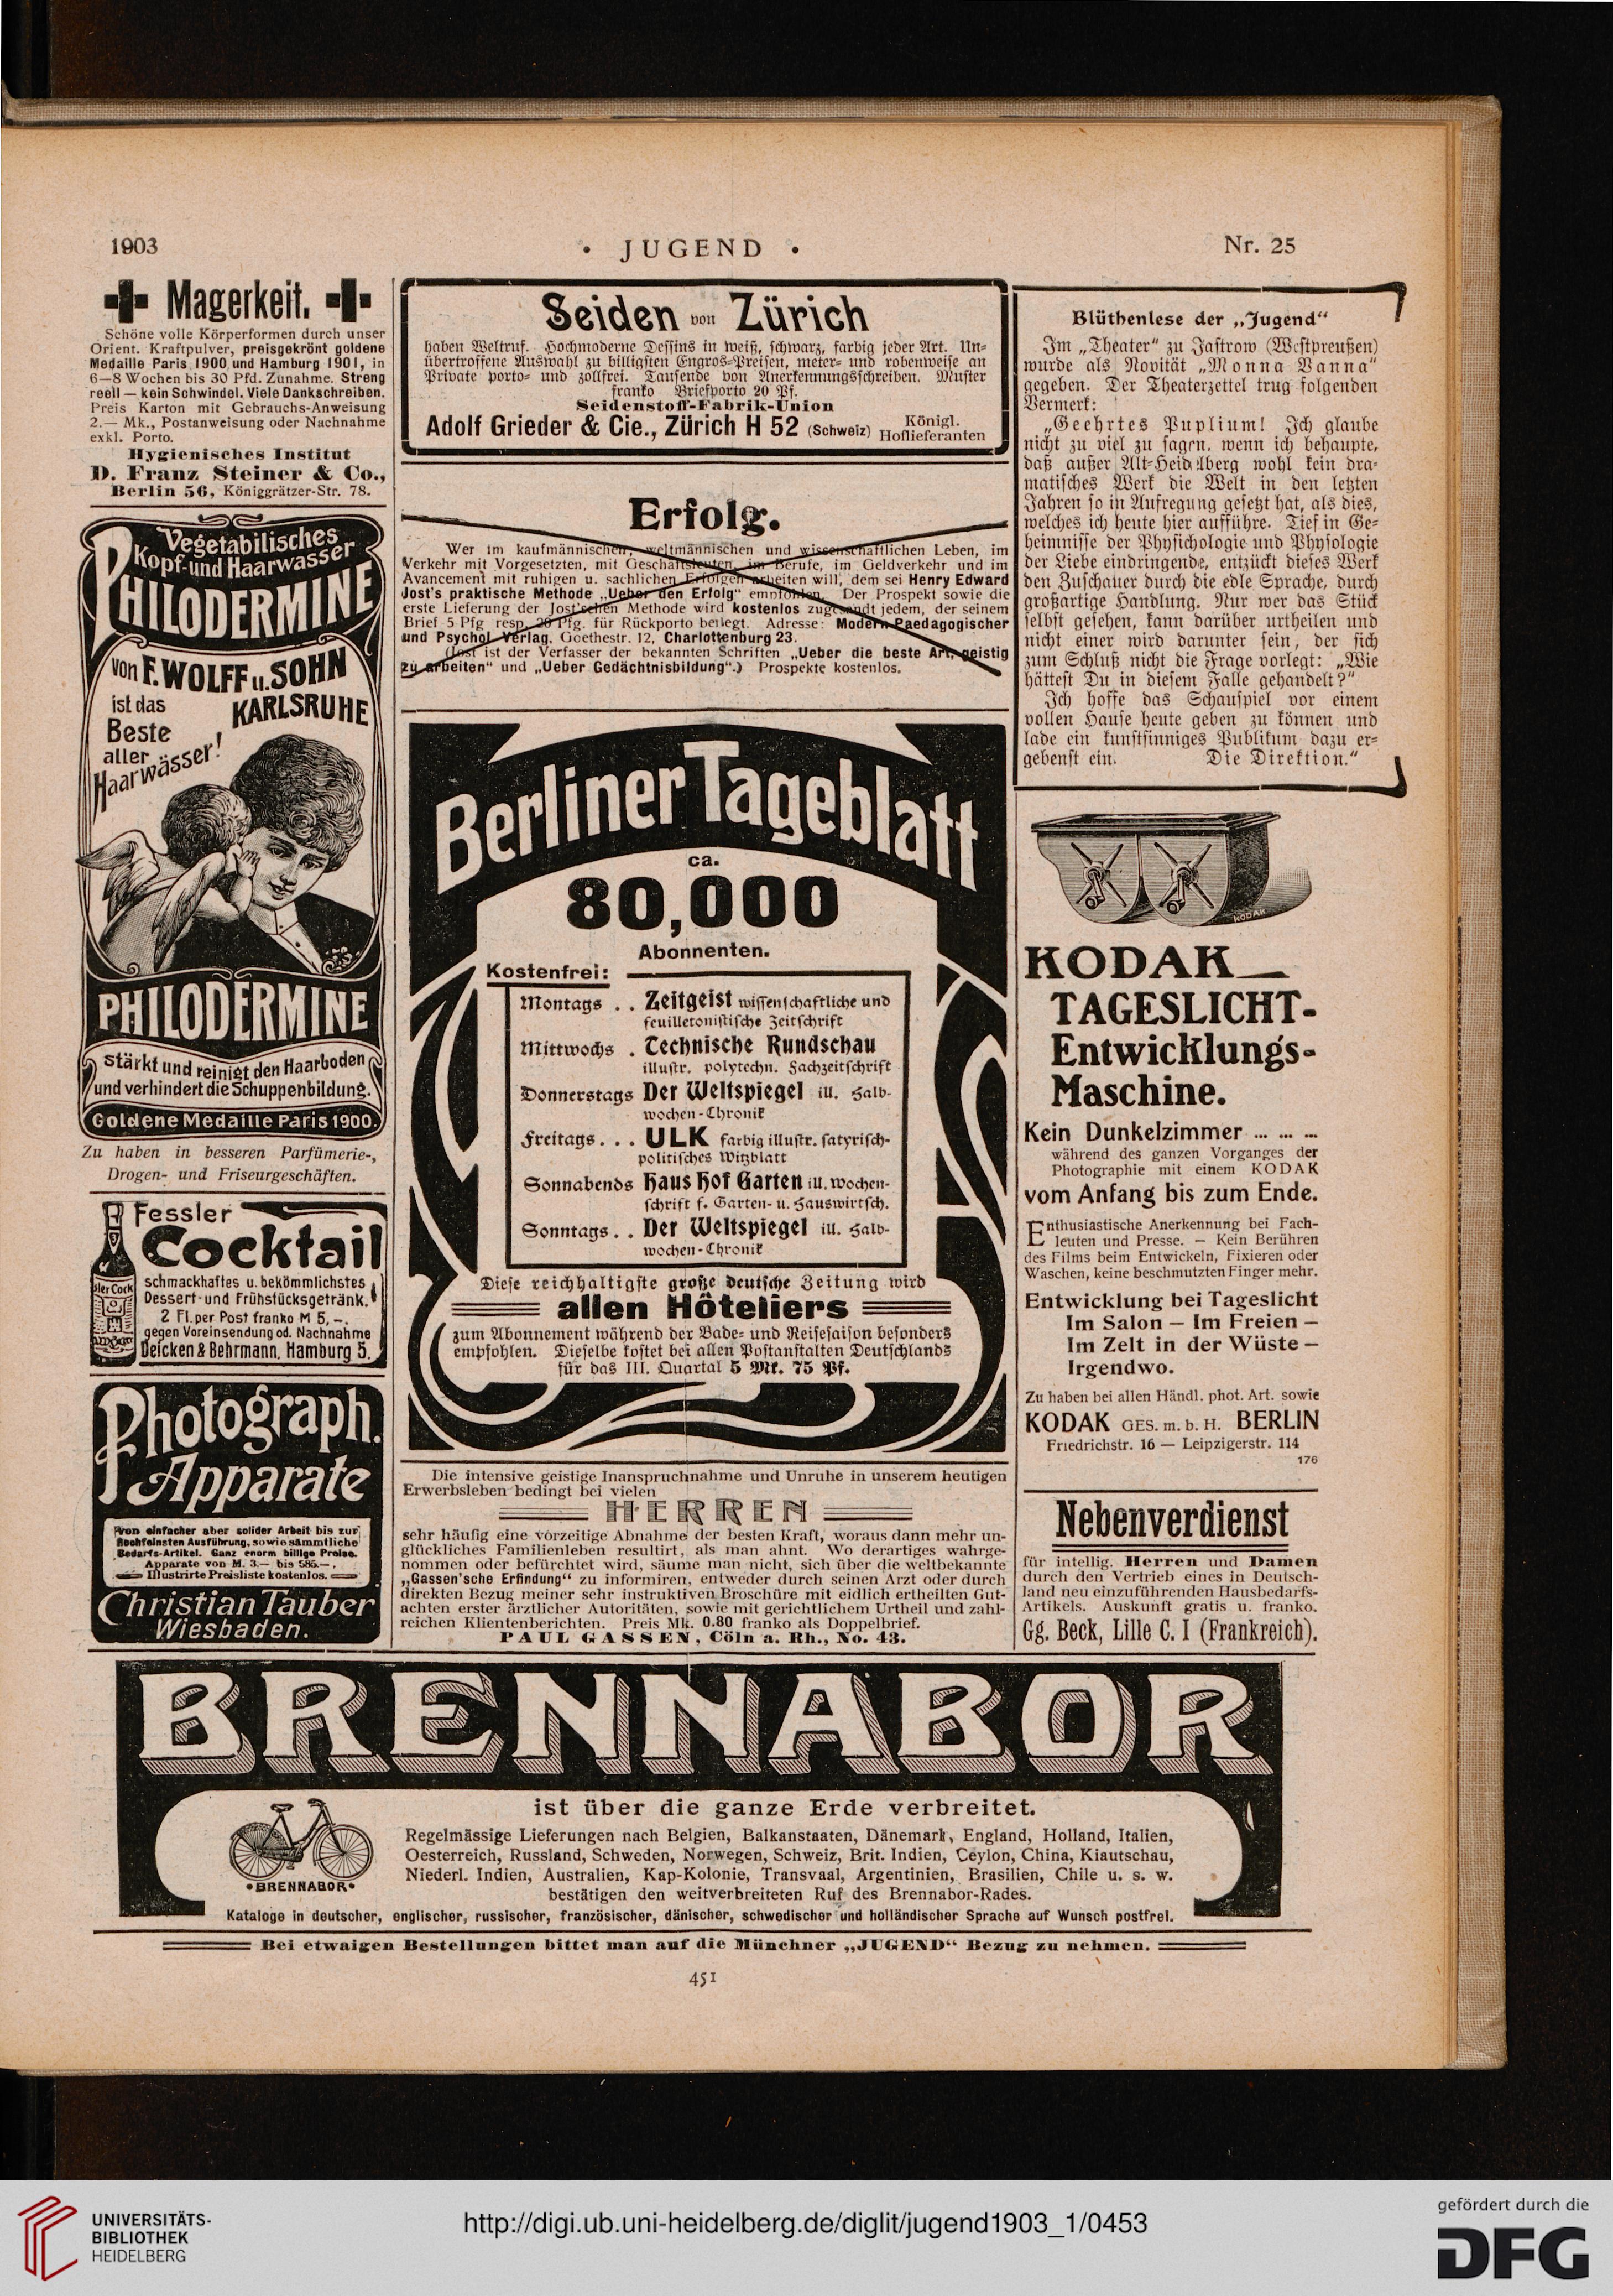 1903
• JUGEND •
Nr. 25
Magerkeit.
Schöne volle Körperformen durch unser
Orient. Kraftpulver, preisgekrönt goldene
Medaille Paris 1900 und Hamburg 1901, in
6—8 Wochen bis 30 Pfd. Zunahme. Streng
reell — kein Schwindel. Viele Dankschreiben.
Preis Karton mit Gebrauchs-Anweisung
2.— Mk., Postanweisung oder Nachnahme
exkl. Porto.
Hygienisches Institut
D. Franz Steiner & Co.,
Berlin 56, Königgrätzer-Str. 78.
Vegetabilisches
Kopf- und Haarwasser
PHILODERMINE
von F. WOLFF u. SOHN
KARLSRUHE
ist das
Beste
aller
Haarwässer!
PHILODERMINE
stärkt und reinigt den Haarboden
und verhindert die Schuppenbildung.
Goldene Medaille Paris 1900.
Zu haben in besseren Parfümerie-,
Drogen- und Friseurgeschäften.
Fessler
Cocktail
sler Cock
schmackhaftes u. bekömmlichstes
Dessert- und Frühstücksgetränk.
2 Fl. per Post franko M 5,–.
gegen Voreinsendung od. Nachnahme
Deicken & Behrmann, Hamburg 5.
Photograph.
Apparate
von einfacher aber solider Arbeit bis zur
hochfeinsten Ausführung, sowie sämmtliche
Bedarfs-Artikel. Ganz enorm billige Preise.
Apparate von M. 3.— bis 585.—.
Illustrirte Preisliste kostenlos.
Christian Tauber
Wiesbaden.
Seiden von Zürich
haben Weltruf. Hochmoderne Dessins in weiß, schwarz, farbig jeder Art. Un-
übertroffene Auswahl zu billigsten Engros-Preisen, meter- und robenweise an
Private porto- und zollfrei. Tausende von Anerkennungsschreiben. Muster
franko Briefporto 20 Pf.
Seidenstoff-Fabrik-Union
Adolf Grieder & Cie., Zürich H 52 (Schweiz) Königl.
Hoflieferanten
Erfolg.
Wer im kaufmännischen, weltmännischen und wissenschaftlichen Leben, im
Verkehr mit Vorgesetzten, mit Geschäftsleuten, im Berufe, im Geldverkehr und im
Avancement mit ruhigen u. sachlichen Erfolgen arbeiten will, dem sei Henry Edward
Jost's praktische Methode „Ueber den Erfolg“ empfohlen. Der Prospekt sowie die
erste Lieferung der Jost'schen Methode wird kostenlos zugesandt jedem, der seinem
Brief 5 Pfg resp. 20 Pfg. für Rückporto beilegt. Adresse: Modern Paedagogischer
und Psychol. Verlag, Goethestr. 12, Charlottenburg 23.
(Jost ist der Verfasser der bekannten Schriften „Ueber die beste Art, geistig
zu arbeiten“ und „Ueber Gedächtnisbildung“.) Prospekte kostenlos.
Berliner Tageblatt
ca.
80,000
Abonnenten.
Kostenfrei:
Montags . . Zeitgeist wissenschaftliche und
feuilletonistische Zeitschrift
Mittwochs . Technische Rundschau
illustr. polytechn. Fachzeitschrift
Donnerstags Der Weltspiegel ill. Halb-
wochen-Chronik
Freitags . . . ULK farbig illustr. satyrisch-
politisches Witzblatt
Sonnabends Haus Hof Garten ill. Wochen-
schrift f. Garten- u. Hauswirtsch.
Sonntags . . Der Weltspiegel ill. Halb-
wochen-Chronik
Diese reichhaltigste große deutsche Zeitung wird
allen Hôteliers
zum Abonnement während der Bade- und Reisesaison besonders
empfohlen. Dieselbe kostet bei allen Postanstalten Deutschlands
für das III. Quartal 5 Mk. 75 Pf.
Die intensive geistige Inanspruchnahme und Unruhe in unserem heutigen
Erwerbsleben bedingt bei vielen
HERREN
sehr häufig eine vorzeitige Abnahme der besten Kraft, woraus dann mehr un-
glückliches Familienleben resultirt, als man ahnt. Wo derartiges wahrge-
nommen oder befürchtet wird, säume man nicht, sich über die weltbekannte
„Gassen'sche Erfindung“ zu informiren, entweder durch seinen Arzt oder durch
direkten Bezug meiner sehr instruktiven Broschüre mit eidlich ertheilten Gut-
achten erster ärztlicher Autoritäten, sowie mit gerichtlichem Urtheil und zahl-
reichen Klientenberichten. Preis Mk. 0.80 franko als Doppelbrief.
PAUL GASSEN, Cöln a. Rh., No. 43.
Blüthenlese der „Jugend“
Im „Theater“ zu Jastrow (Westpreußen)
wurde als Novität „Monna Vanna“
gegeben. Der Theaterzettel trug folgenden
Vermerk:
„Geehrtes Puplium! Ich glaube
nicht zu viel zu sagen, wenn ich behaupte,
daß außer Alt-Heidelberg wohl kein dra-
matisches Werk die Welt in den letzten
Jahren so in Aufregung gesetzt hat, als dies,
welches ich heute hier aufführe. Tief in Ge-
heimnisse der Physichologie und Physologie
der Liebe eindringende, entzückt dieses Werk
den Zuschauer durch die edle Sprache, durch
großartige Handlung. Nur wer das Stück
selbst gesehen, kann darüber urtheilen und
nicht einer wird darunter sein, der sich
zum Schluß nicht die Frage vorlegt: „Wie
hättest Du in diesem Falle gehandelt?“
Ich hoffe das Schauspiel vor einem
vollen Hause heute geben zu können und
lade ein kunstsinniges Publikum dazu er-
gebenst ein. Die Direktion.“
KODAK
KODAK
TAGESLICHT-
Entwicklungs-
Maschine.
Kein Dunkelzimmer ... ... ...
während des ganzen Vorganges der
Photographie mit einem KODAK
vom Anfang bis zum Ende.
Enthusiastische Anerkennung bei Fach-
leuten und Presse. — Kein Berühren
des Films beim Entwickeln, Fixieren oder
Waschen, keine beschmutzten Finger mehr.
Entwicklung bei Tageslicht
Im Salon — Im Freien —
Im Zelt in der Wüste —
Irgendwo.
Zu haben bei allen Händl. phot. Art. sowie
KODAK GES. m. b. H. BERLIN
Friedrichstr. 16 — Leipzigerstr. 114
176
Nebenverdienst
für intellig. Herren und Damen
durch den Vertrieb eines in Deutsch-
land neu einzuführenden Hausbedarfs-
Artikels. Auskunft gratis u. franko.
Gg. Beck, Lille C. I (Frankreich).
BRENNABOR
ist über die ganze Erde verbreitet.
Regelmässige Lieferungen nach Belgien, Balkanstaaten, Dänemark, England, Holland, Italien,
Oesterreich, Russland, Schweden, Norwegen, Schweiz, Brit. Indien, Ceylon, China, Kiautschau,
Niederl. Indien, Australien, Kap-Kolonie, Transvaal, Argentinien, Brasilien, Chile u. s. w.
bestätigen den weitverbreiteten Ruf des Brennabor-Rades.
•BRENNABOR•
Kataloge in deutscher, englischer, russischer, französischer, dänischer, schwedischer und holländischer Sprache auf Wunsch postfrei.
Bei etwaigen Bestellungen bittet man auf die Münchner „JUGEND“ Bezug zu nehmen.
451
UNIVERSITÄTS-
BIBLIOTHEK
HEIDELBERG
http://digi.ub.uni-heidelberg.de/diglit/jugend1903_1/0453
gefördert durch die
DFG